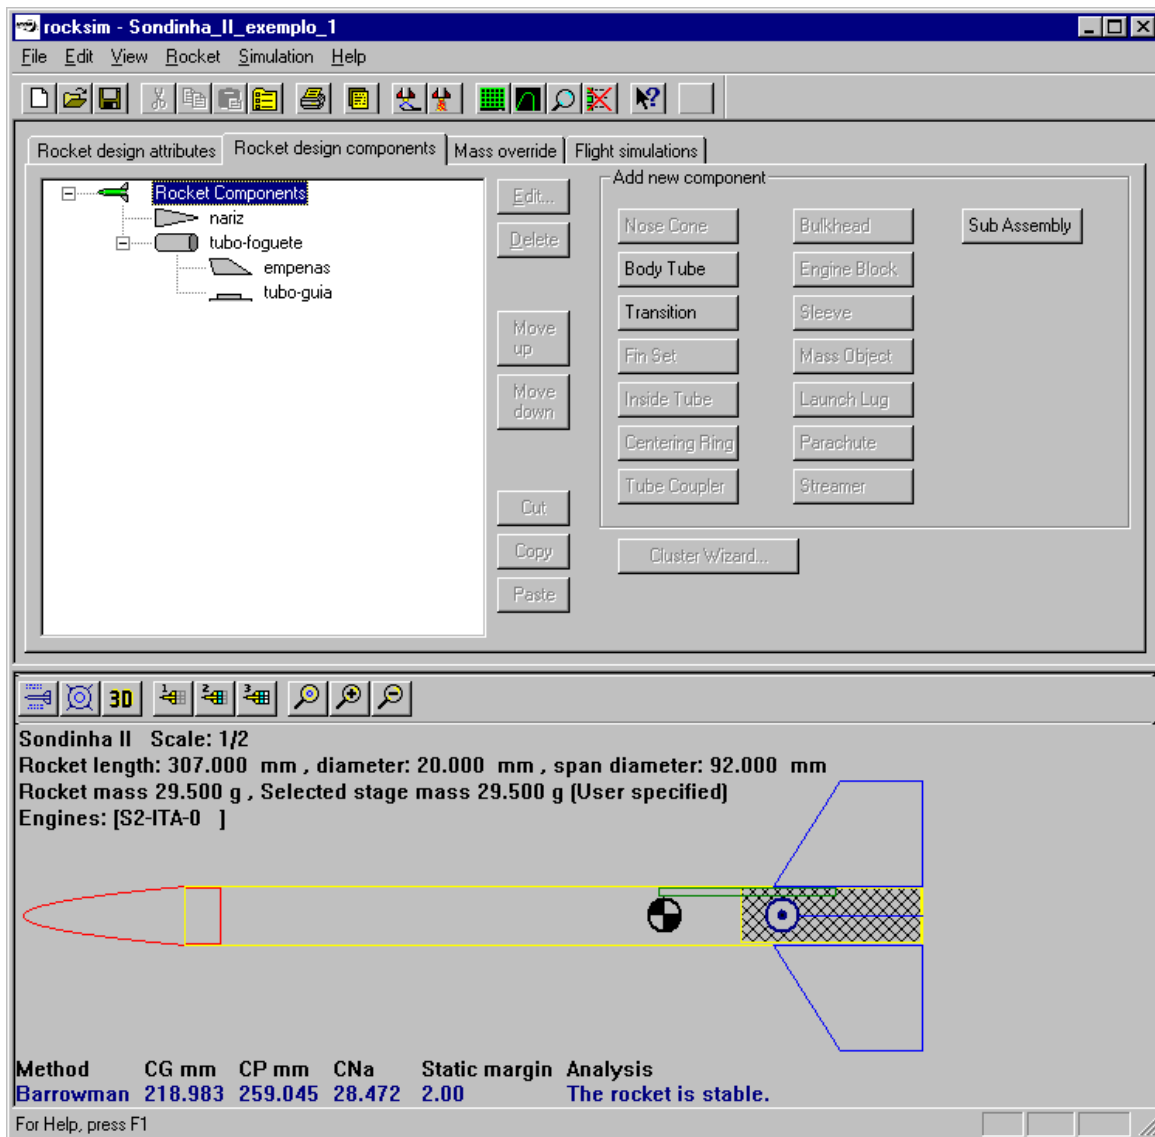 rocksim - Sondinha_II_exemplo_1
File Edit View Rocket Simulation Help
Rocket design attributes Rocket design components Mass override Flight simulations
Rocket Components
nariz
tubo-foguete
empenas
tubo-guia
Edit...
Delete
Move up
Move down
Cut
Copy
Paste
Add new component
Nose Cone Bulkhead Sub Assembly
Body Tube Engine Block
Transition Sleeve
Fin Set Mass Object
Inside Tube Launch Lug
Centering Ring Parachute
Tube Coupler Streamer
Cluster Wizard...
3D 1 2 3
Sondinha II Scale: 1/2
Rocket length: 307.000 mm , diameter: 20.000 mm , span diameter: 92.000 mm
Rocket mass 29.500 g , Selected stage mass 29.500 g (User specified)
Engines: [S2-ITA-0 ]
Method CG mm CP mm CNa Static margin Analysis
Barrowman 218.983 259.045 28.472 2.00 The rocket is stable.
For Help, press F1